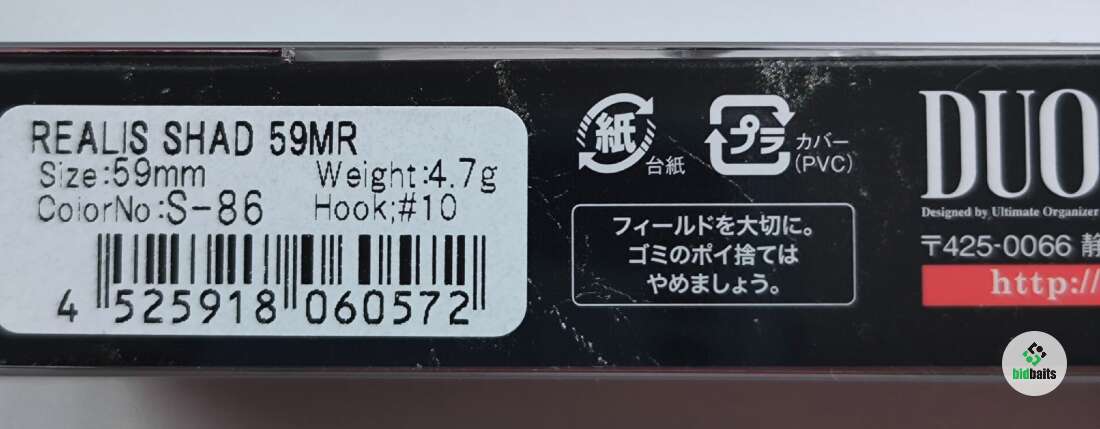 REALIS SHAD 59MR
Size:59mm Weight:4.7g
ColorNo:S-86 Hook;#10
4 525918 060572
紙
台紙
プラ
カバー
(PVC)
フィールドを大切に。
ゴミのポイ捨ては
やめましょう。
DUO
Designed by Ultimate Organizer
〒425-0066 静
http://
bidbaits